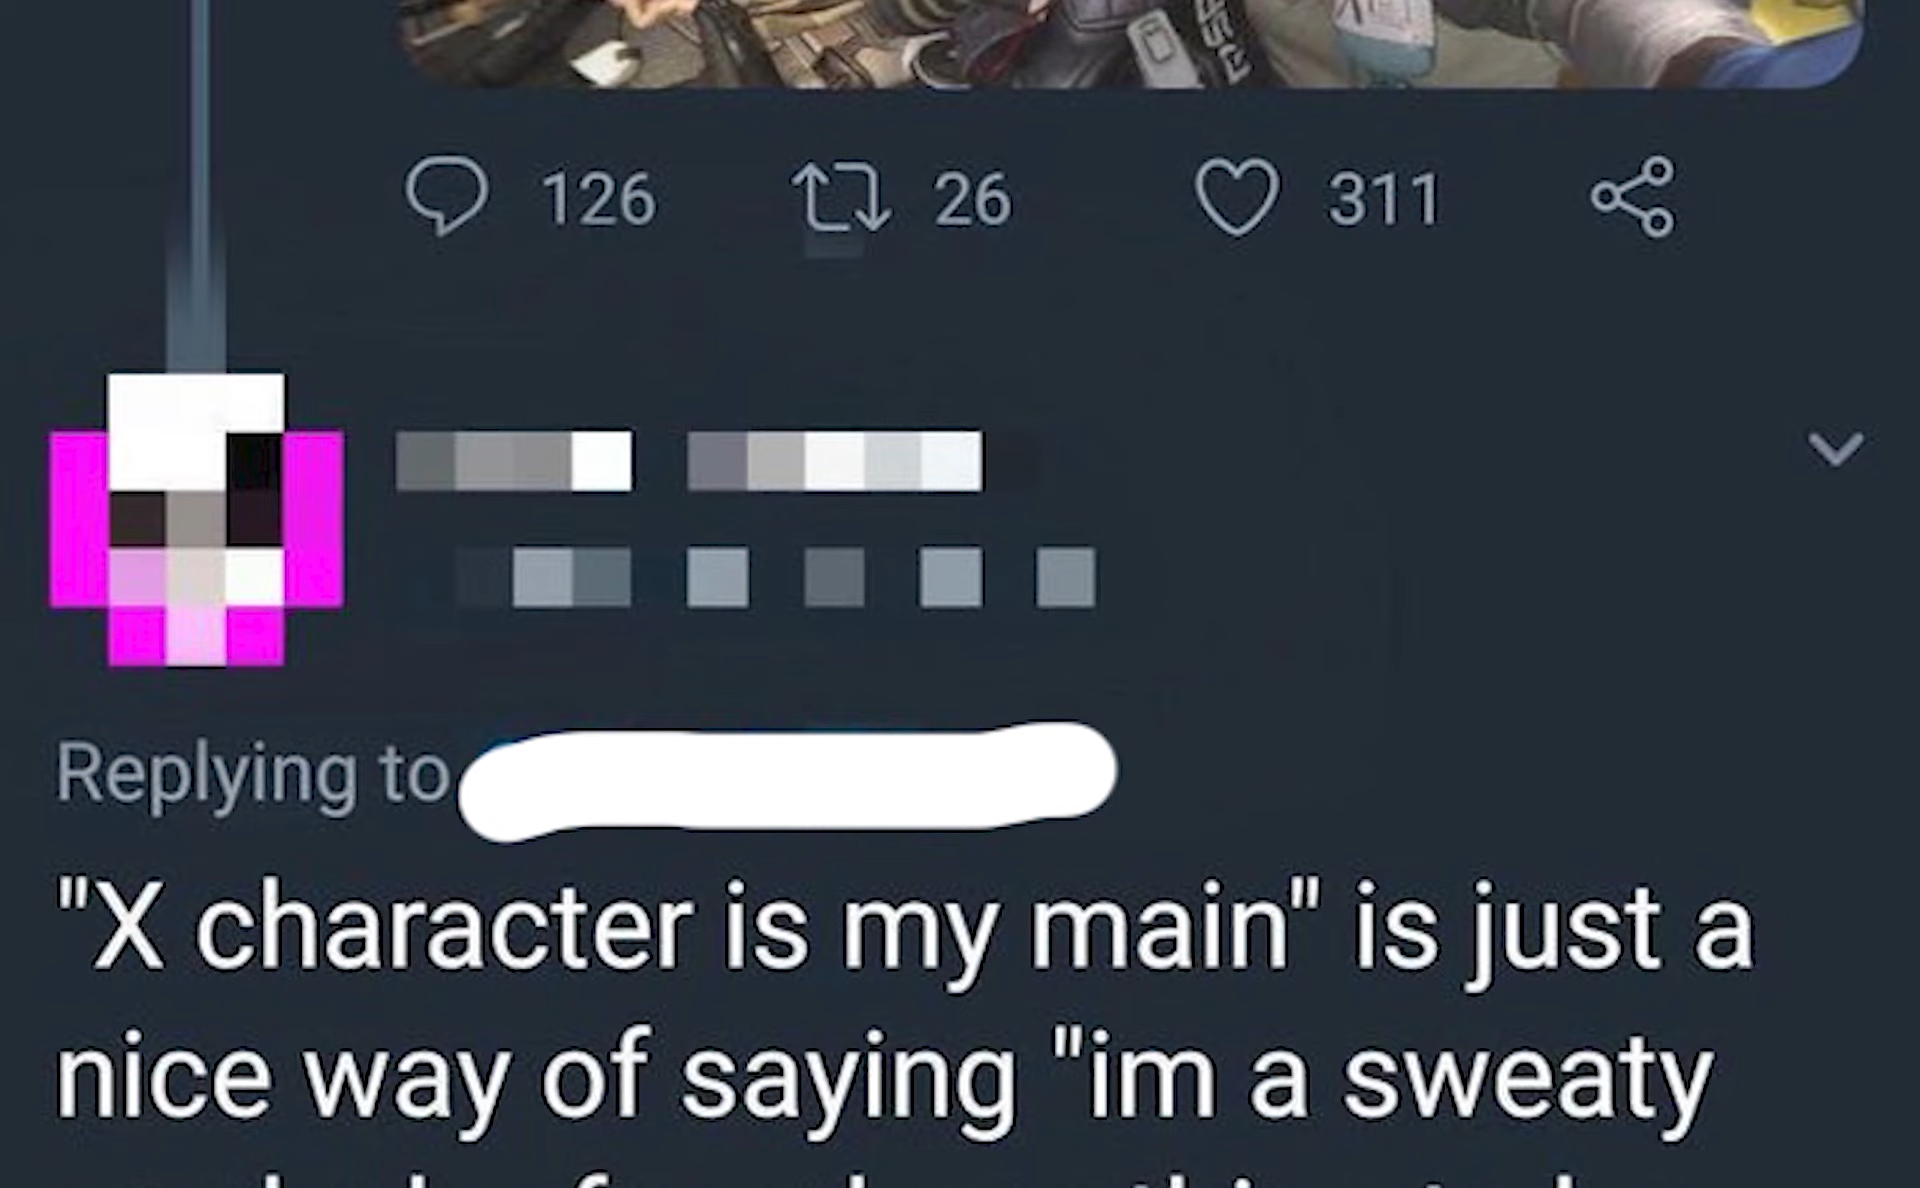 126 26 311
Replying to
"X character is my main" is just a
nice way of saying "im a sweaty